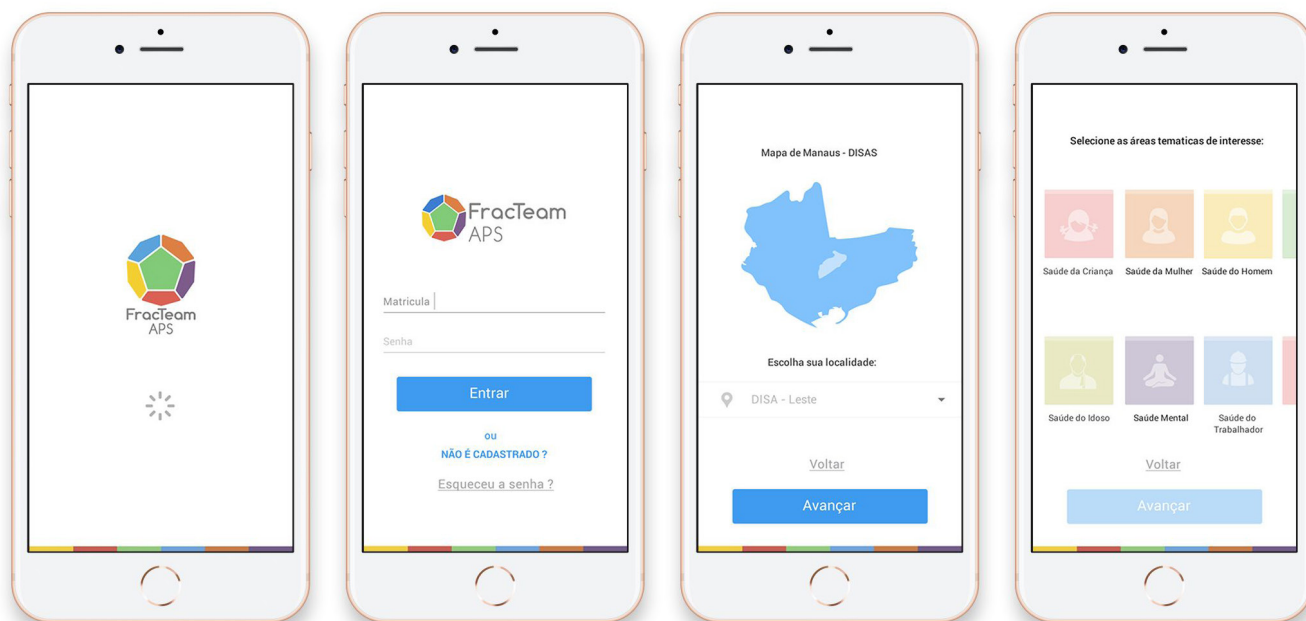 FracTeam
APS
FracTeam
APS
Matricula
Senha
Entrar
ou
NÃO É CADASTRADO ?
Esqueceu a senha ?
Mapa de Manaus - DISAS
Escolha sua localidade:
DISA - Leste
Voltar
Avançar
Selecione as áreas tematicas de interesse:
Saúde da Criança
Saúde da Mulher
Saúde do Homem
Saúde do Idoso
Saúde Mental
Saúde do
Trabalhador
Voltar
Avançar